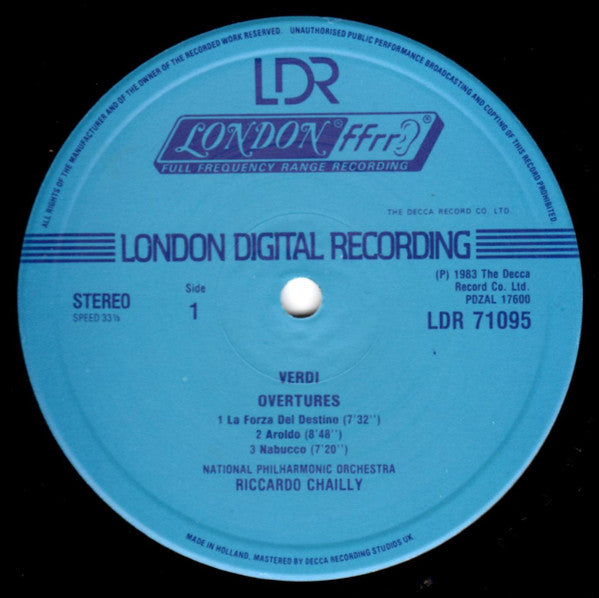 ALL RIGHTS OF THE MANUFACTURER AND OF THE OWNER OF THE RECORDED WORK RESERVED. UNAUTHORISED PUBLIC PERFORMANCE BROADCASTING AND COPYING OF THIS RECORD PROHIBITED.
LDR
LONDON® ffrr®
FULL FREQUENCY RANGE RECORDING
THE DECCA RECORD CO. LTD.
LONDON DIGITAL RECORDING
STEREO
SPEED 33⅓
Side
1
(P) 1983 The Decca
Record Co. Ltd.
PDZAL 17600
LDR 71095
VERDI
OVERTURES
1 La Forza Del Destino (7'32'')
2 Aroldo (8'48'')
3 Nabucco (7'20'')
NATIONAL PHILHARMONIC ORCHESTRA
RICCARDO CHAILLY
MADE IN HOLLAND. MASTERED BY DECCA RECORDING STUDIOS UK.